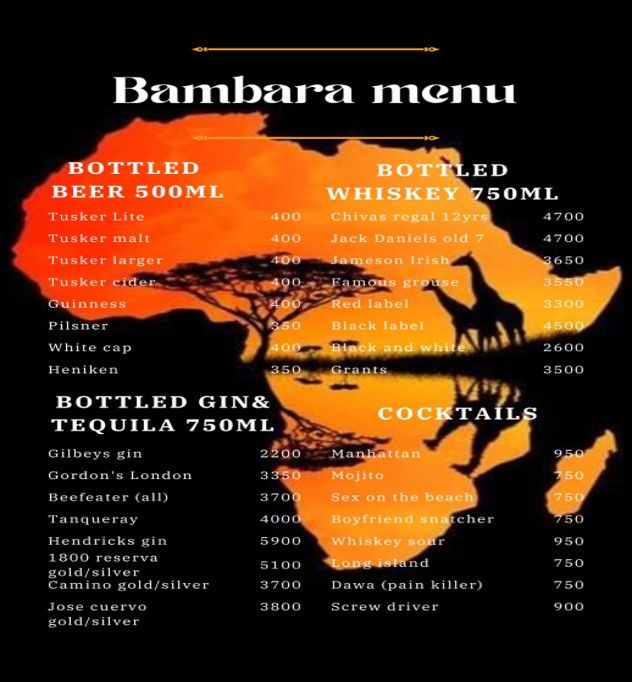 Bambara menu
BOTTLED
BEER 500ML
Tusker Lite 400
Tusker malt 400
Tusker larger 400
Tusker cider 400
Guinness 400
Pilsner 350
White cap 400
Heniken 350
BOTTLED
WHISKEY 750ML
Chivas regal 12yrs 4700
Jack Daniels old 7 4700
Jameson Irish 3650
Famous grouse 3550
Red label 3300
Black label 4500
Black and white 2600
Grants 3500
BOTTLED GIN&
TEQUILA 750ML
Gilbeys gin 2200
Gordon's London 3350
Beefeater (all) 3700
Tanqueray 4000
Hendricks gin 5900
1800 reserva
gold/silver 5100
Camino gold/silver 3700
Jose cuervo 3800
gold/silver
COCKTAILS
Manhattan 950
Mojito 750
Sex on the beach 750
Boyfriend snatcher 750
Whiskey sour 950
Long island 750
Dawa (pain killer) 750
Screw driver 900